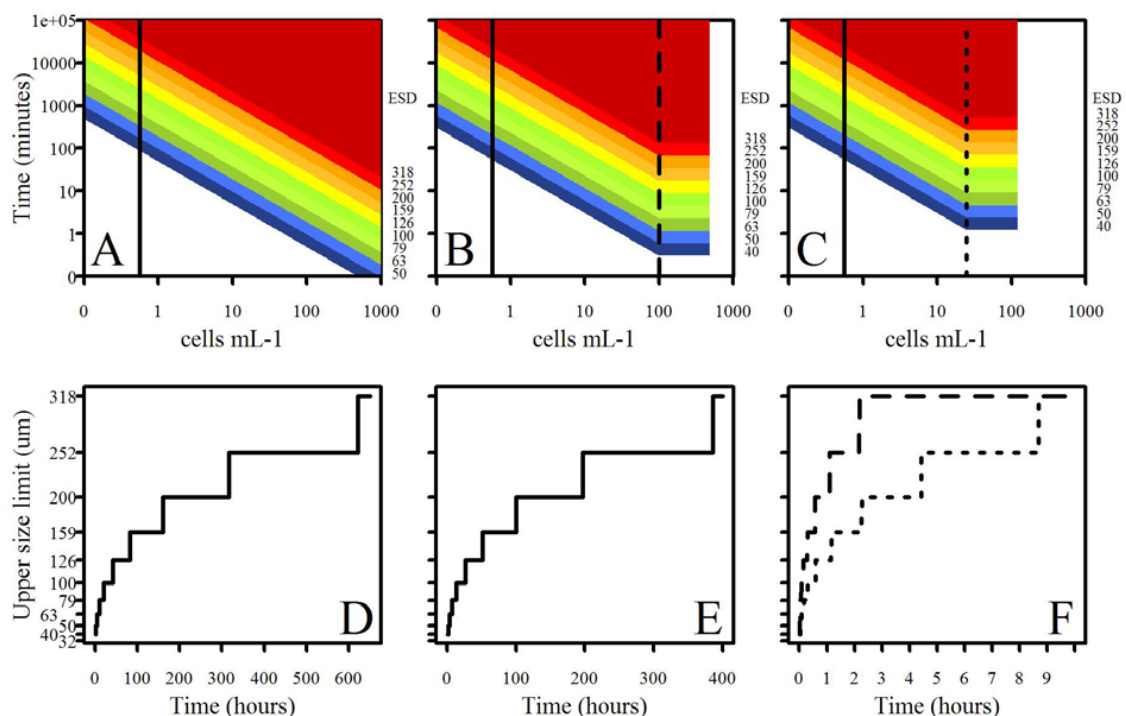 1e+05
10000
1000
100
10
1
0
Time (minutes)
A
ESD
318
252
200
159
126
100
79
63
50
0 1 10 100 1000
cells mL-1
B
ESD
318
252
200
159
126
100
79
63
50
40
0 1 10 100 1000
cells mL-1
C
ESD
318
252
200
159
126
100
79
63
50
40
0 1 10 100 1000
cells mL-1
318
252
200
159
126
100
79
63
50
40
32
Upper size limit (um)
D
0 100 200 300 400 500 600
Time (hours)
E
0 100 200 300 400
Time (hours)
F
0 1 2 3 4 5 6 7 8 9
Time (hours)